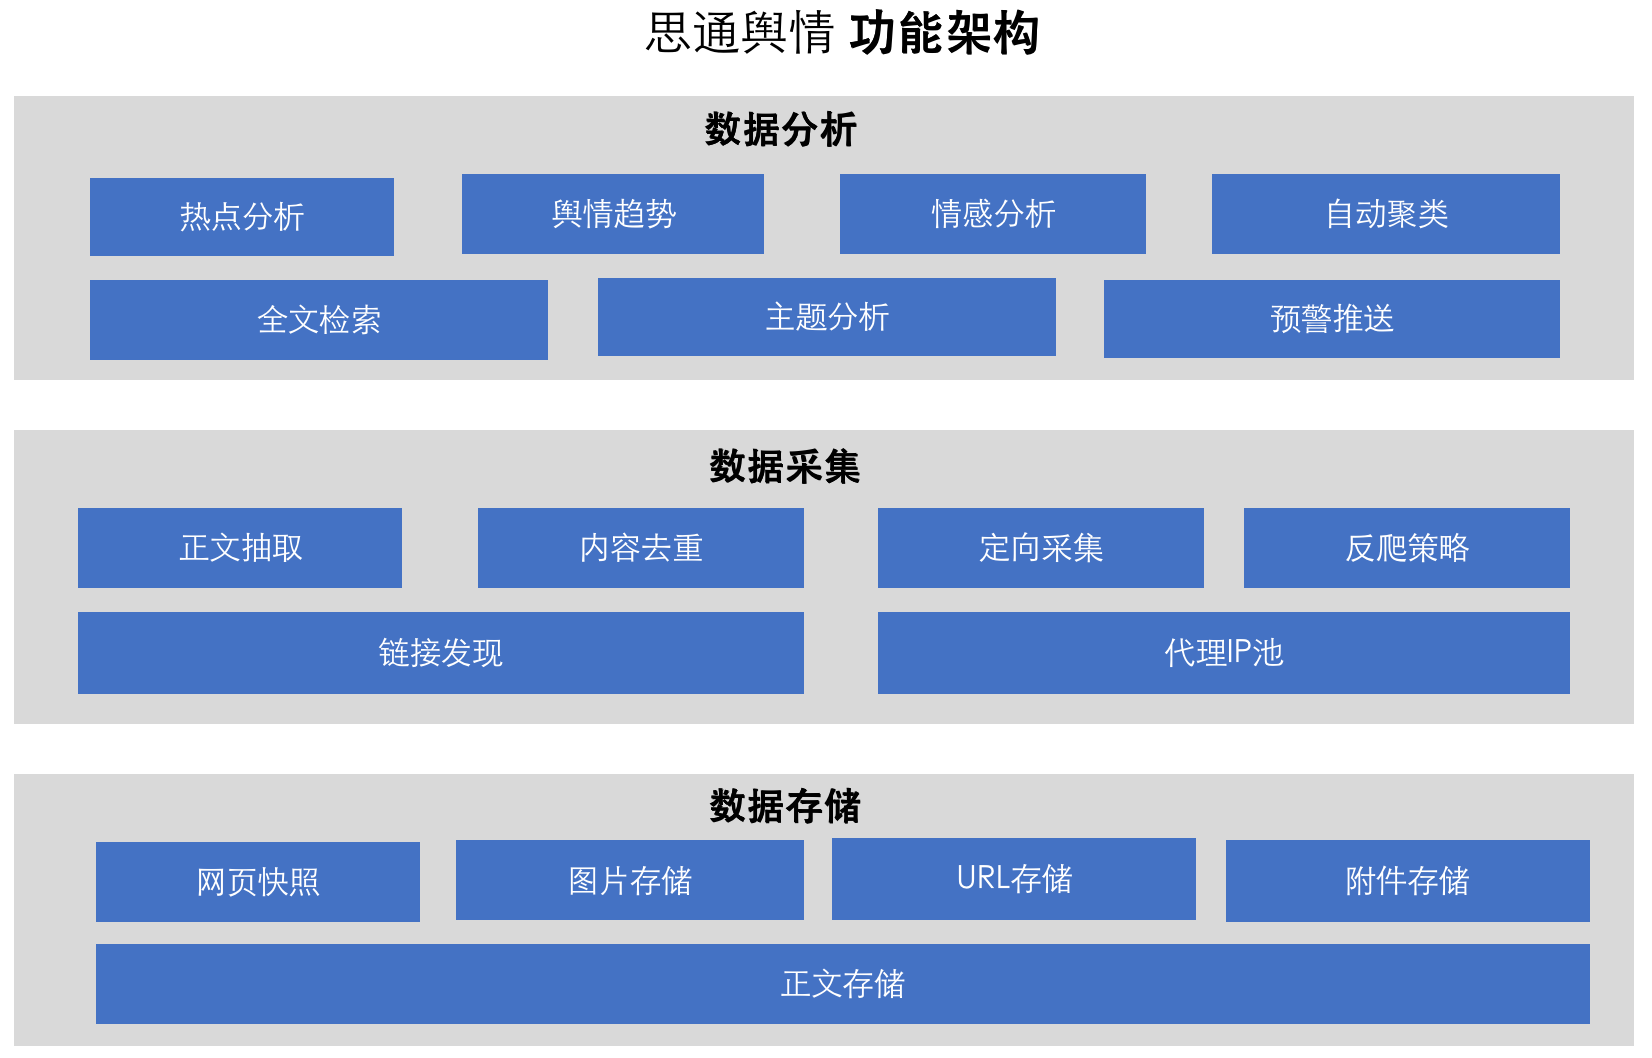 思通舆情 功能架构
数据分析
热点分析
舆情趋势
情感分析
自动聚类
全文检索
主题分析
预警推送
数据采集
正文抽取
内容去重
定向采集
反爬策略
链接发现
代理IP池
数据存储
网页快照
图片存储
URL存储
附件存储
正文存储